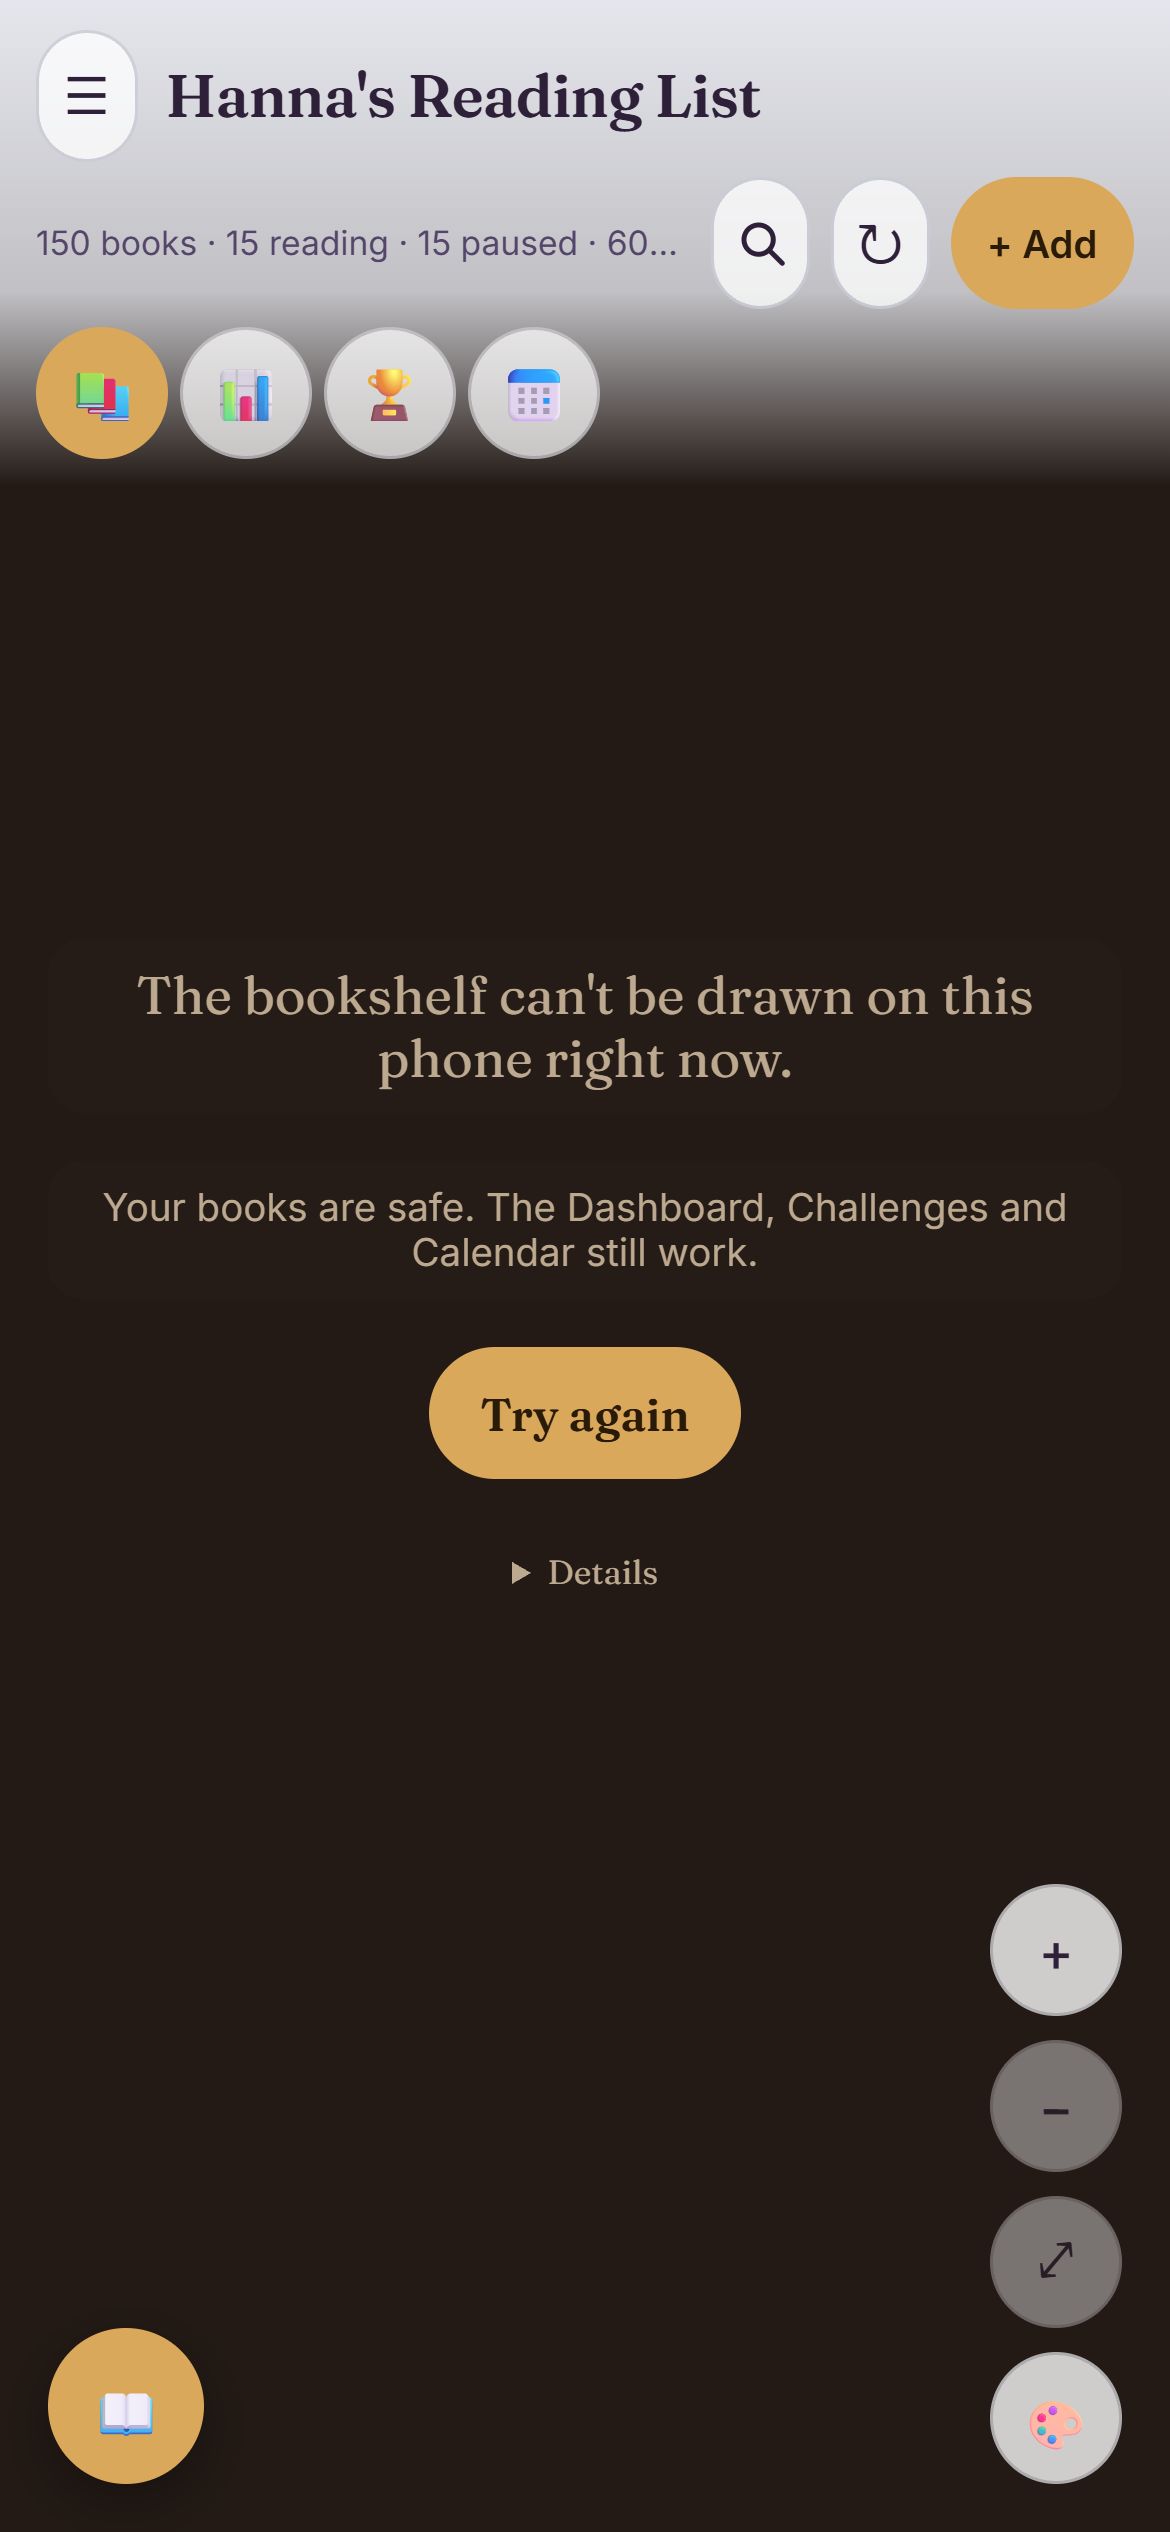 ☰ Hanna's Reading List
150 books · 15 reading · 15 paused · 60...
+ Add
The bookshelf can't be drawn on this
phone right now.
Your books are safe. The Dashboard, Challenges and
Calendar still work.
Try again
▶ Details
+
−